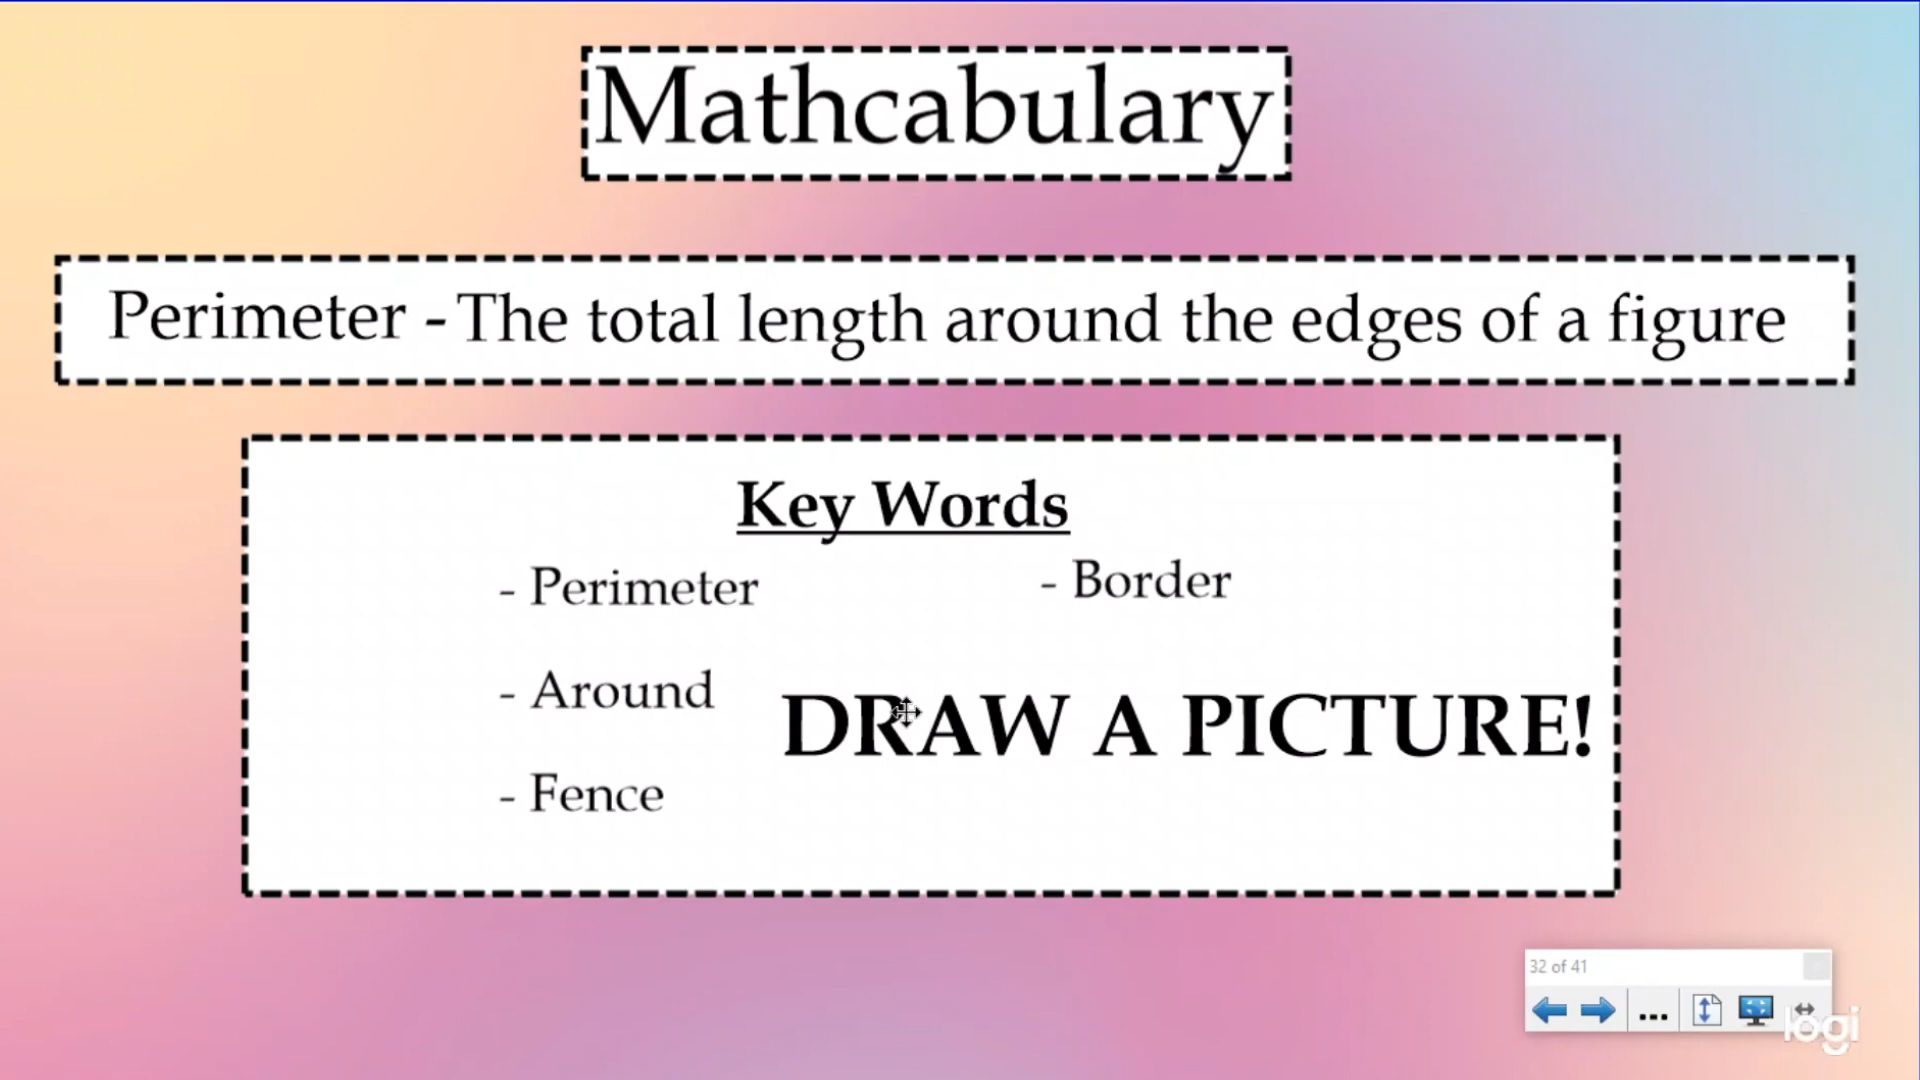 Mathcabulary
Perimeter - The total length around the edges of a figure
Key Words
- Perimeter
- Border
- Around
DRAW A PICTURE!
- Fence
32 of 41
...
logi